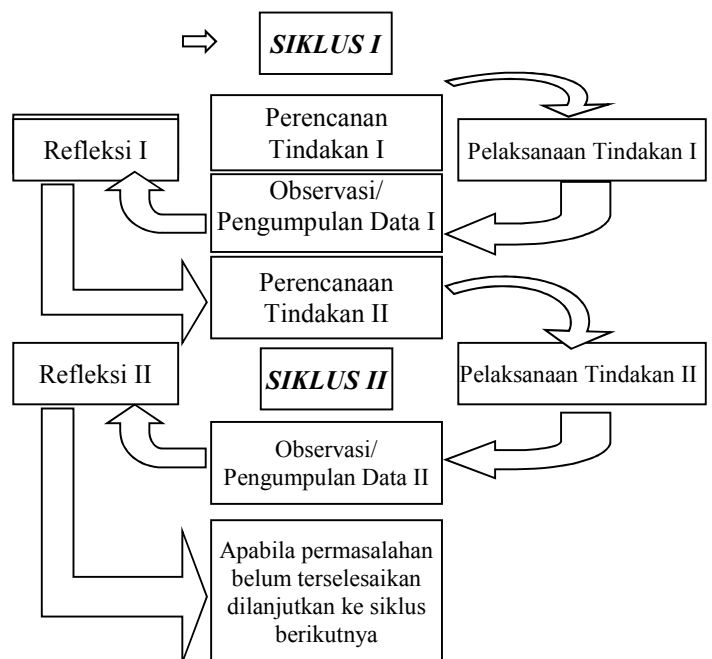 SIKLUS I
Perencanan
Tindakan I
Refleksi I
Pelaksanaan Tindakan I
Observasi/
Pengumpulan Data I
Perencanaan
Tindakan II
Refleksi II
SIKLUS II
Pelaksanaan Tindakan II
Observasi/
Pengumpulan Data II
Apabila permasalahan
belum terselesaikan
dilanjutkan ke siklus
berikutnya